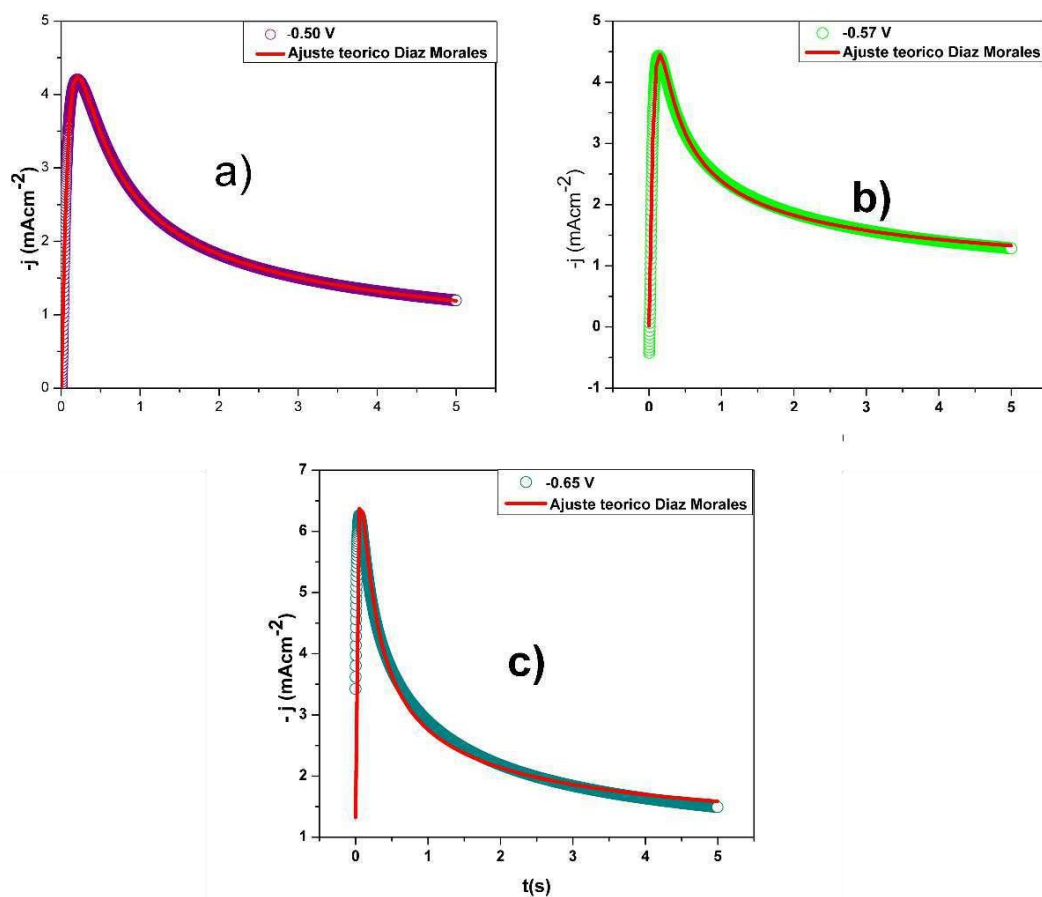 -0.50 V
Ajuste teorico Diaz Morales
a)
-j (mAcm-2)
5
4
3
2
1
0
0 1 2 3 4 5
-0.57 V
Ajuste teorico Diaz Morales
b)
-j (mAcm-2)
5
4
3
2
1
0
-1
0 1 2 3 4 5
-0.65 V
Ajuste teorico Diaz Morales
c)
- j (mAcm-2)
7
6
5
4
3
2
1
0 1 2 3 4 5
t(s)